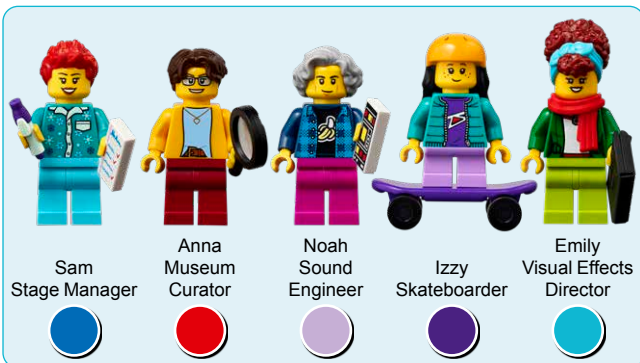 Sam
Stage Manager
Anna
Museum
Curator
Noah
Sound
Engineer
Izzy
Skateboarder
Emily
Visual Effects
Director